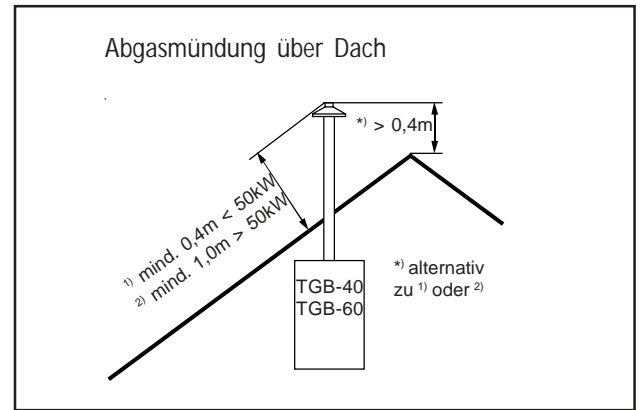 Abgasmündung über Dach
*) > 0,4m
1) mind. 0,4m < 50kW
2) mind. 1,0m > 50kW
TGB-40
TGB-60
*) alternativ
zu 1) oder 2)